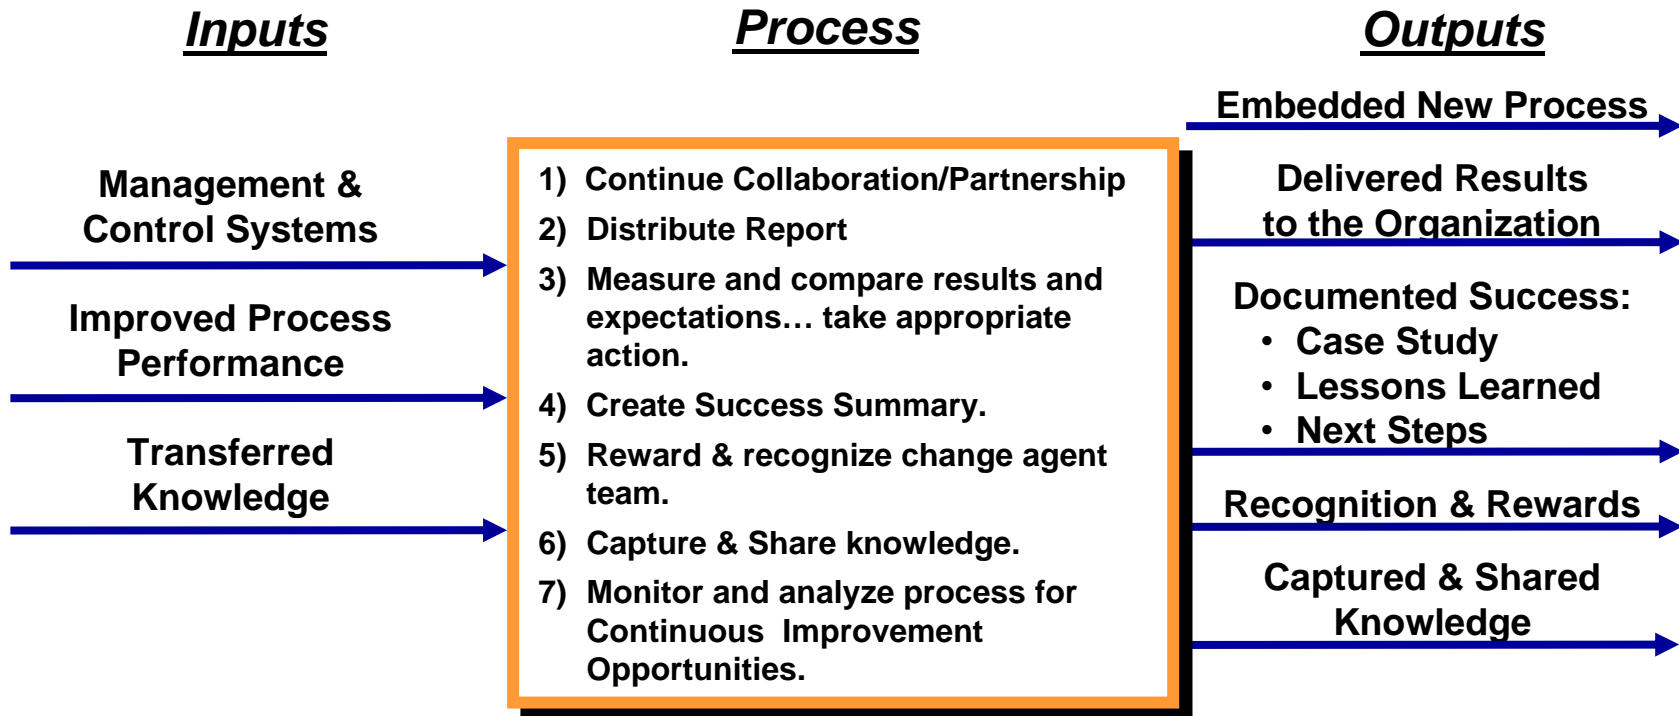 Inputs
Process
Outputs
Management &
Control Systems
Improved Process
Performance
Transferred
Knowledge
1) Continue Collaboration/Partnership
2) Distribute Report
3) Measure and compare results and
expectations… take appropriate
action.
4) Create Success Summary.
5) Reward & recognize change agent
team.
6) Capture & Share knowledge.
7) Monitor and analyze process for
Continuous Improvement
Opportunities.
Embedded New Process
Delivered Results
to the Organization
Documented Success:
• Case Study
• Lessons Learned
• Next Steps
Recognition & Rewards
Captured & Shared
Knowledge